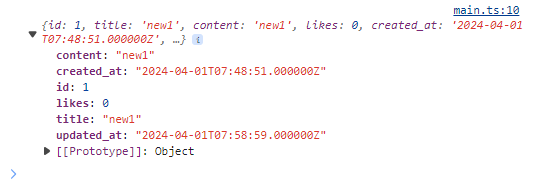 main.ts:10
{id: 1, title: 'new1', content: 'new1', likes: 0, created_at: '2024-04-01
T07:48:51.000000Z', …}
content: "new1"
created_at: "2024-04-01T07:48:51.000000Z"
id: 1
likes: 0
title: "new1"
updated_at: "2024-04-01T07:58:59.000000Z"
[[Prototype]]: Object